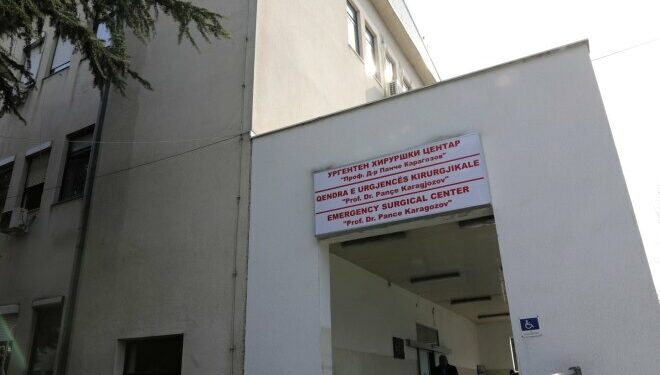 УРГЕНТЕН ХИРУРШКИ ЦЕНТАР
"Проф. Д-р Панче Карагозов"
QENDRA E URGJENCËS KIRURGJIKALE
"Prof. Dr. Pançe Karagjozov"
EMERGENCY SURGICAL CENTER
"Prof. Dr. Pance Karagozov"